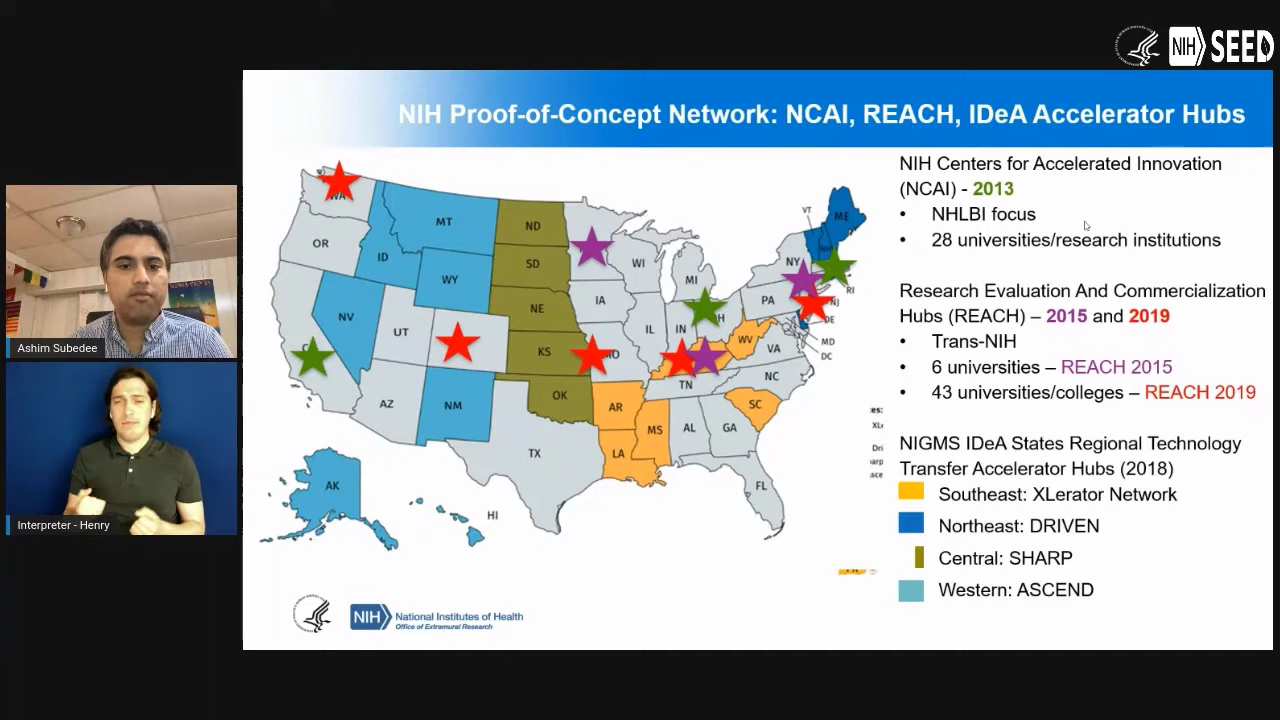 NIH SEED
NIH Proof-of-Concept Network: NCAI, REACH, IDeA Accelerator Hubs
NIH Centers for Accelerated Innovation
(NCAI) - 2013
• NHLBI focus
• 28 universities/research institutions
Research Evaluation And Commercialization
Hubs (REACH) – 2015 and 2019
• Trans-NIH
• 6 universities – REACH 2015
• 43 universities/colleges – REACH 2019
NIGMS IDeA States Regional Technology
Transfer Accelerator Hubs (2018)
Southeast: XLerator Network
Northeast: DRIVEN
Central: SHARP
Western: ASCEND
WA
MT
ND
VT
ME
OR
ID
SD
WI
NY
WY
MI
RI
NE
IA
PA
NJ
NV
UT
IL
IN
OH
DE
KS
MO
WV
VA
MD
DC
AZ
NM
OK
AR
TN
NC
SC
MS
AL
GA
TX
LA
FL
AK
HI
Ashim Subedee
Interpreter - Henry
NIH
National Institutes of Health
Office of Extramural Research